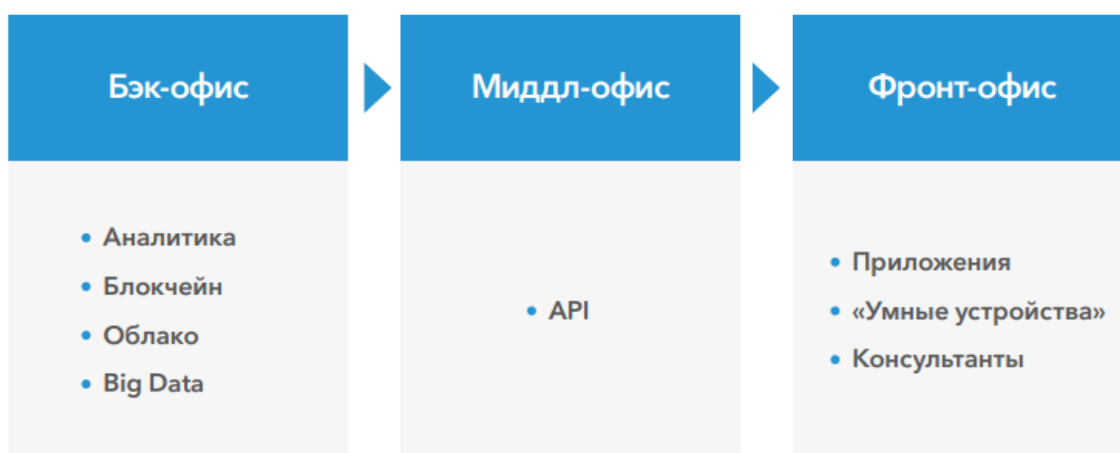 Бэк-офис
Миддл-офис
Фронт-офис
• Аналитика
• Блокчейн
• Облако
• Big Data
• API
• Приложения
• «Умные устройства»
• Консультанты